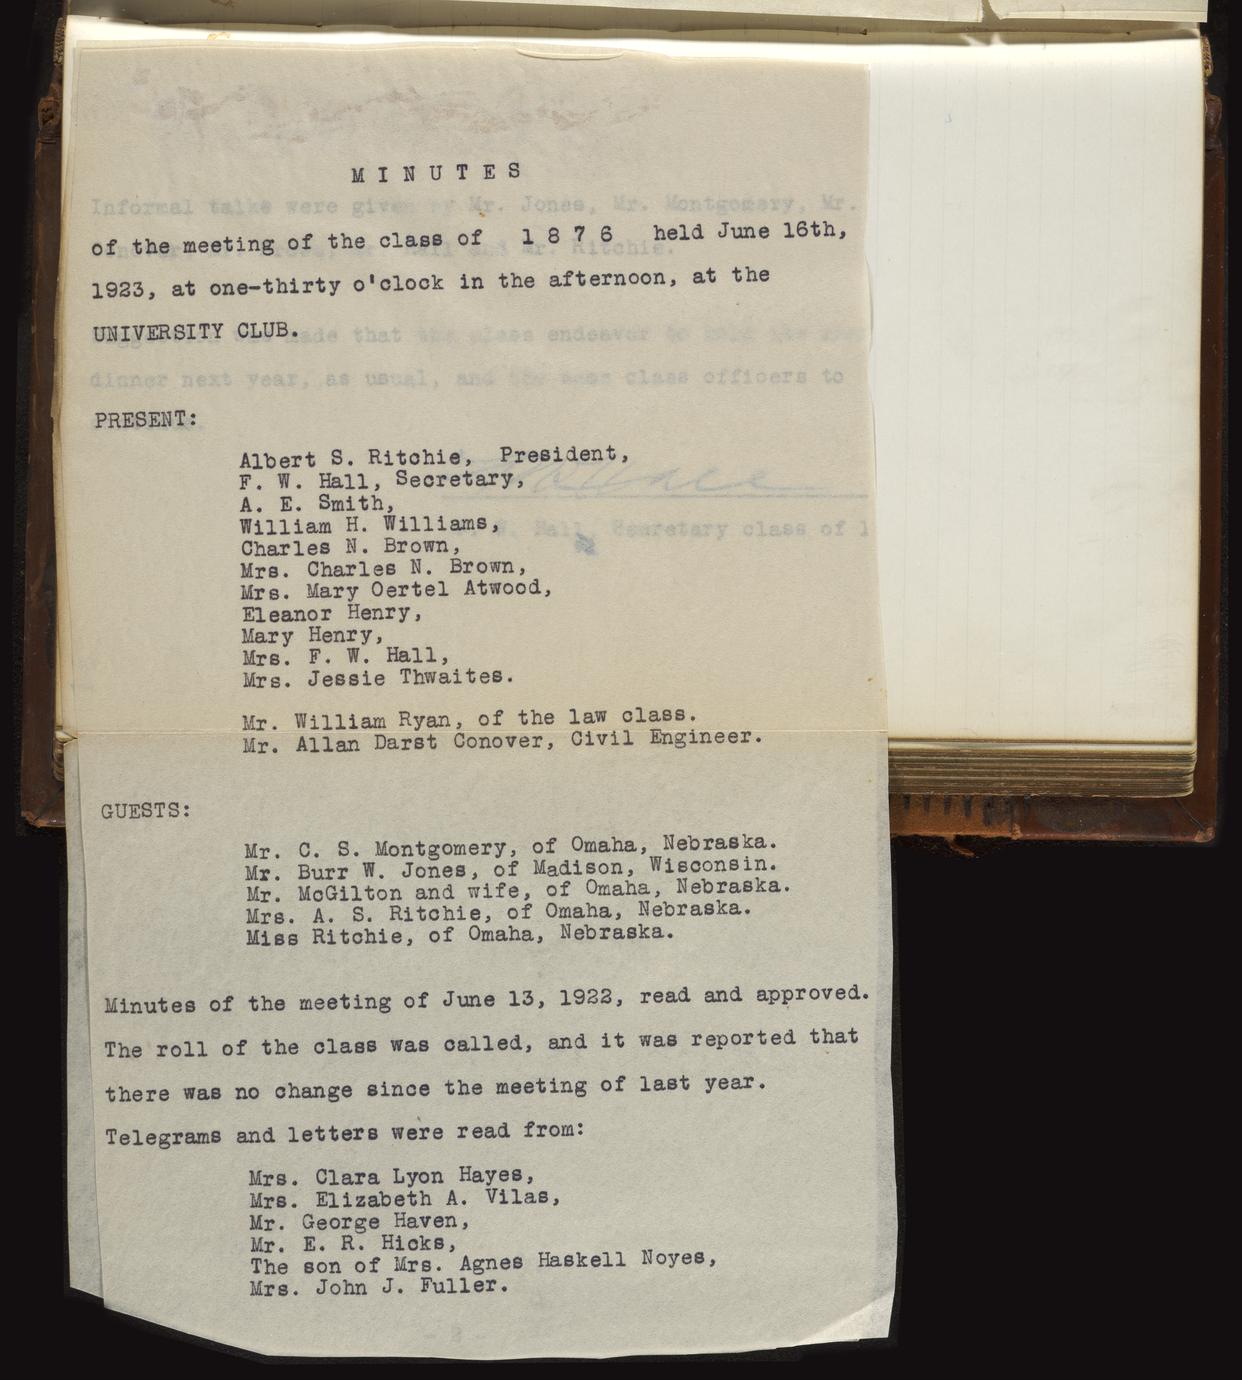 MINUTES
of the meeting of the class of 1876 held June 16th,
1923, at one-thirty o'clock in the afternoon, at the
UNIVERSITY CLUB.
PRESENT:
Albert S. Ritchie, President,
F. W. Hall, Secretary,
A. E. Smith,
William H. Williams,
Charles N. Brown,
Mrs. Charles N. Brown,
Mrs. Mary Oertel Atwood,
Eleanor Henry,
Mary Henry,
Mrs. F. W. Hall,
Mrs. Jessie Thwaites.
Mr. William Ryan, of the law class.
Mr. Allan Darst Conover, Civil Engineer.
GUESTS:
Mr. C. S. Montgomery, of Omaha, Nebraska.
Mr. Burr W. Jones, of Madison, Wisconsin.
Mr. McGilton and wife, of Omaha, Nebraska.
Mrs. A. S. Ritchie, of Omaha, Nebraska.
Miss Ritchie, of Omaha, Nebraska.
Minutes of the meeting of June 13, 1922, read and approved.
The roll of the class was called, and it was reported that
there was no change since the meeting of last year.
Telegrams and letters were read from:
Mrs. Clara Lyon Hayes,
Mrs. Elizabeth A. Vilas,
Mr. George Haven,
Mr. E. R. Hicks,
The son of Mrs. Agnes Haskell Noyes,
Mrs. John J. Fuller.